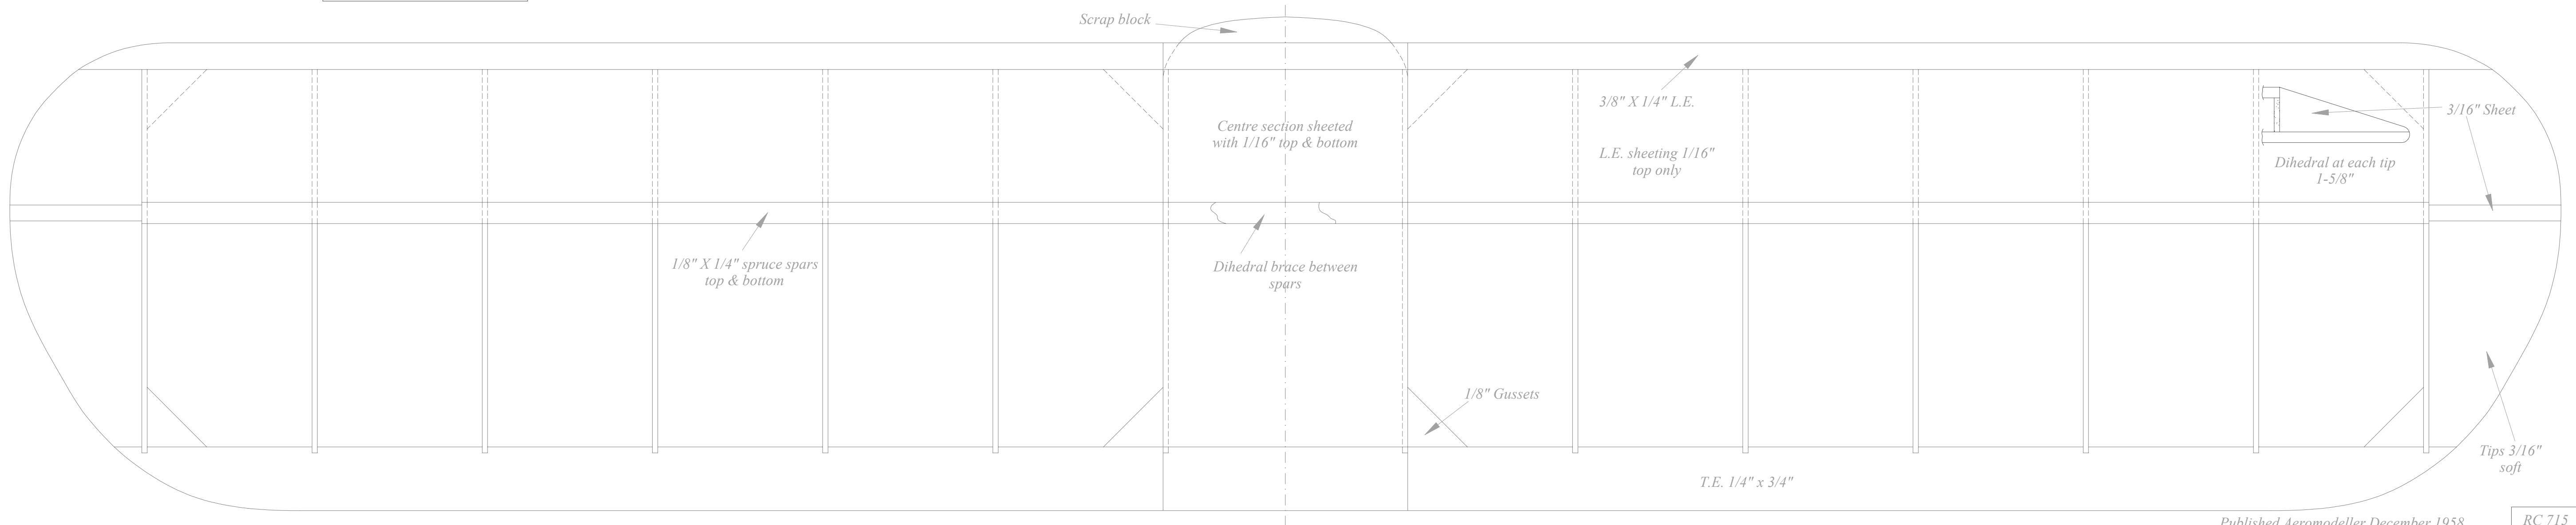 Scrap block
3/8" X 1/4" L.E.
3/16" Sheet
Centre section sheeted
with 1/16" top & bottom
L.E. sheeting 1/16"
top only
Dihedral at each tip
1-5/8"
1/8" X 1/4" spruce spars
top & bottom
Dihedral brace between
spars
1/8" Gussets
Tips 3/16"
soft
T.E. 1/4" x 3/4"
Published Aeromodeller December 1958
RC 715